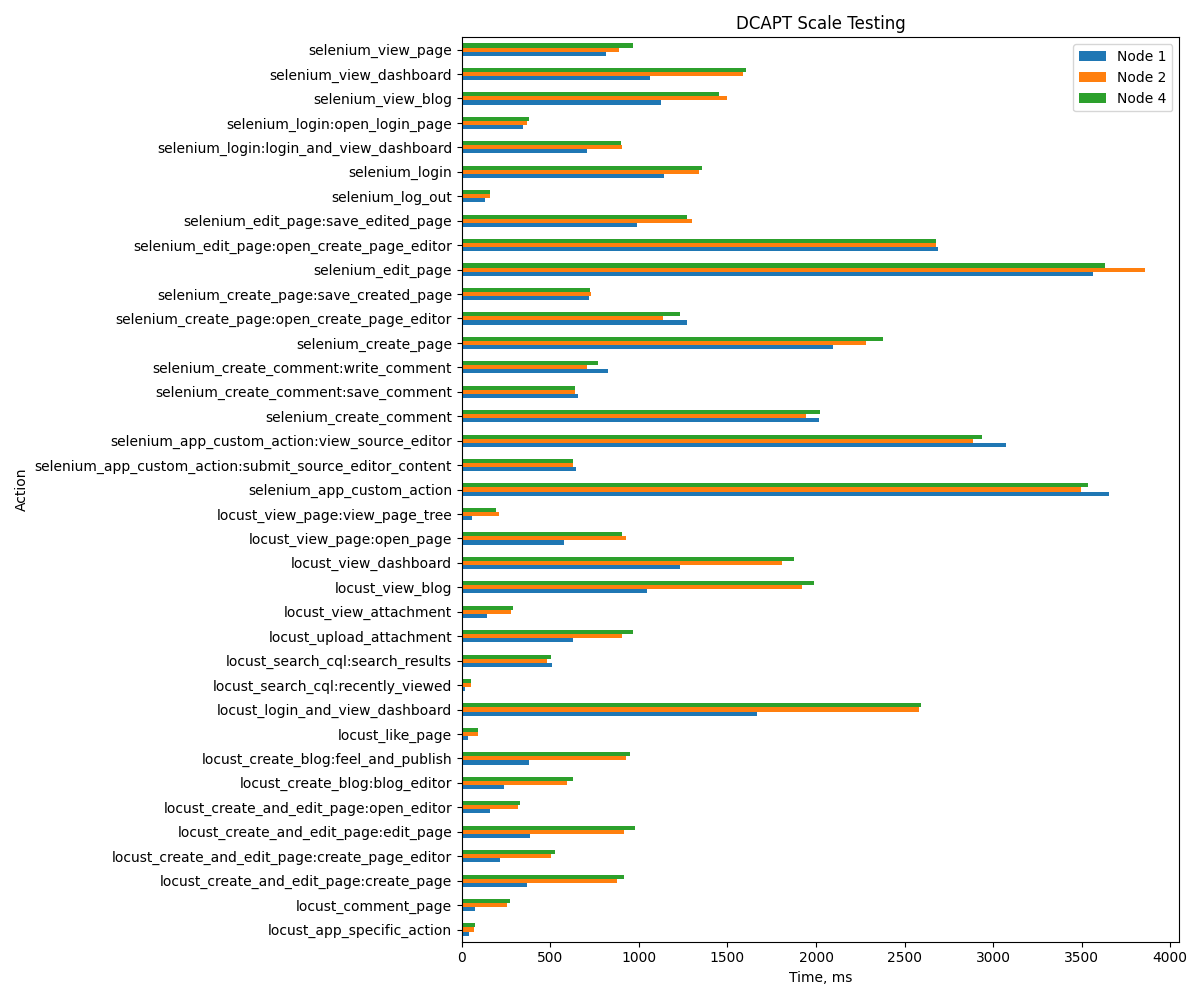 DCAPT Scale Testing
Node 1
Node 2
Node 4
selenium_view_page
selenium_view_dashboard
selenium_view_blog
selenium_login:open_login_page
selenium_login:login_and_view_dashboard
selenium_login
selenium_log_out
selenium_edit_page:save_edited_page
selenium_edit_page:open_create_page_editor
selenium_edit_page
selenium_create_page:save_created_page
selenium_create_page:open_create_page_editor
selenium_create_page
selenium_create_comment:write_comment
selenium_create_comment:save_comment
selenium_create_comment
selenium_app_custom_action:view_source_editor
selenium_app_custom_action:submit_source_editor_content
selenium_app_custom_action
locust_view_page:view_page_tree
locust_view_page:open_page
locust_view_dashboard
locust_view_blog
locust_view_attachment
locust_upload_attachment
locust_search_cql:search_results
locust_search_cql:recently_viewed
locust_login_and_view_dashboard
locust_like_page
locust_create_blog:feel_and_publish
locust_create_blog:blog_editor
locust_create_and_edit_page:open_editor
locust_create_and_edit_page:edit_page
locust_create_and_edit_page:create_page_editor
locust_create_and_edit_page:create_page
locust_comment_page
locust_app_specific_action
Action
0 500 1000 1500 2000 2500 3000 3500 4000
Time, ms